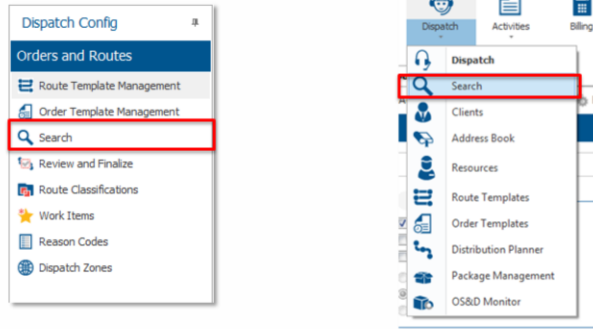 Dispatch Config
Orders and Routes
Route Template Management
Order Template Management
Search
Review and Finalize
Route Classifications
Work Items
Reason Codes
Dispatch Zones
Dispatch
Activities
Billing
Dispatch
Search
Clients
Address Book
Resources
Route Templates
Order Templates
Distribution Planner
Package Management
OS&D Monitor